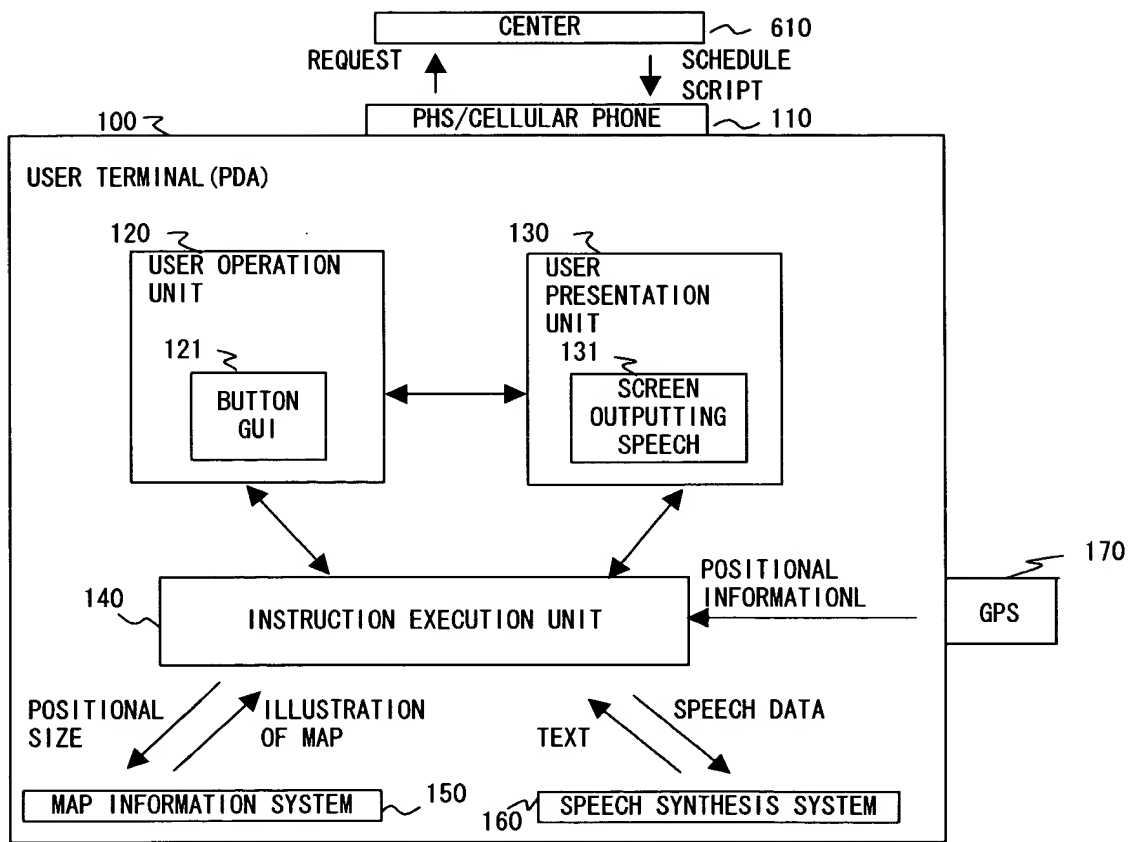 CENTER
610
REQUEST
SCHEDULE
SCRIPT
100
PHS/CELLULAR PHONE
110
USER TERMINAL(PDA)
120
USER OPERATION
UNIT
121
BUTTON
GUI
130
USER
PRESENTATION
UNIT
131
SCREEN
OUTPUTTING
SPEECH
170
GPS
POSITIONAL
INFORMATIONL
140
INSTRUCTION EXECUTION UNIT
POSITIONAL
SIZE
ILLUSTRATION
OF MAP
TEXT
SPEECH DATA
MAP INFORMATION SYSTEM
150
160
SPEECH SYNTHESIS SYSTEM